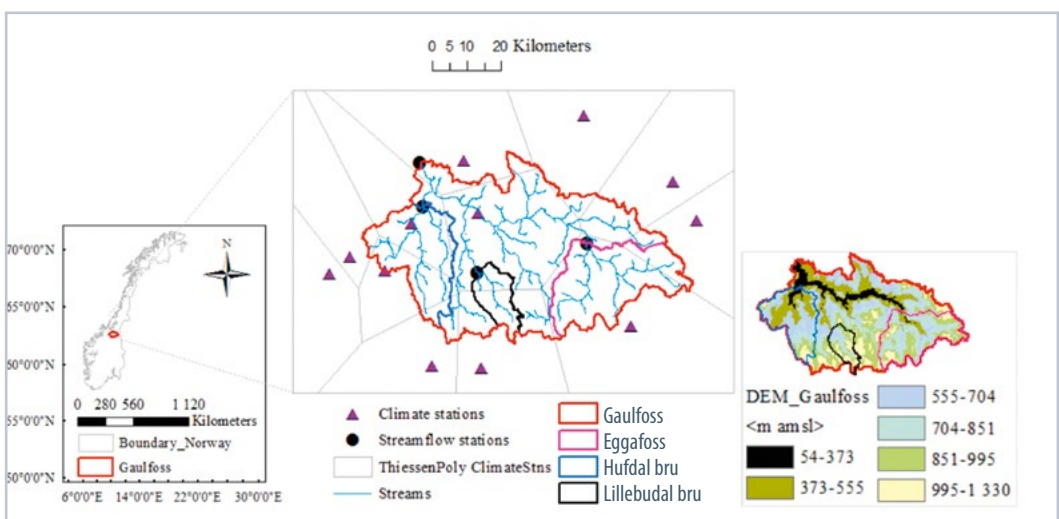 0 5 10 20 Kilometers
N
70°0'0"N
65°0'0"N
60°0'0"N
55°0'0"N
50°0'0"N
0 280 560 1 120
Kilometers
Boundary_Norway
Gaulfoss
6°0'0"E 14°0'0"E 22°0'0"E 30°0'0"E
Climate stations
Streamflow stations
ThiessenPoly ClimateStns
Streams
Gaulfoss
Eggafoss
Hufdal bru
Lillebudal bru
DEM_Gaulfoss
<m amsl>
54-373
373-555
555-704
704-851
851-995
995-1 330